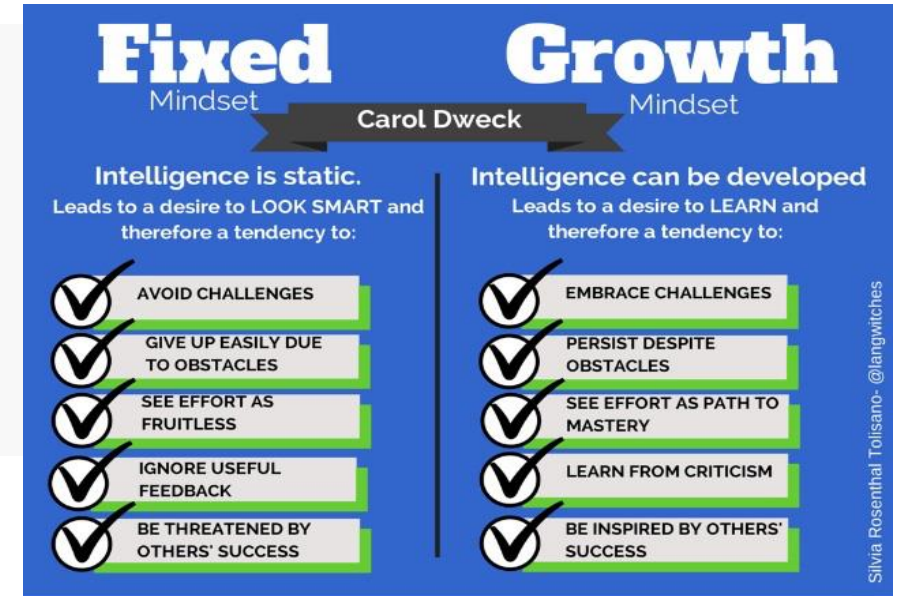 Fixed
Mindset
Growth
Mindset
Carol Dweck
Intelligence is static.
Leads to a desire to LOOK SMART and
therefore a tendency to:
AVOID CHALLENGES
GIVE UP EASILY DUE
TO OBSTACLES
SEE EFFORT AS
FRUITLESS
IGNORE USEFUL
FEEDBACK
BE THREATENED BY
OTHERS' SUCCESS
Intelligence can be developed
Leads to a desire to LEARN and
therefore a tendency to:
EMBRACE CHALLENGES
PERSIST DESPITE
OBSTACLES
SEE EFFORT AS PATH TO
MASTERY
LEARN FROM CRITICISM
BE INSPIRED BY OTHERS'
SUCCESS
Silvia Rosenthal Tolisano- @langwitches